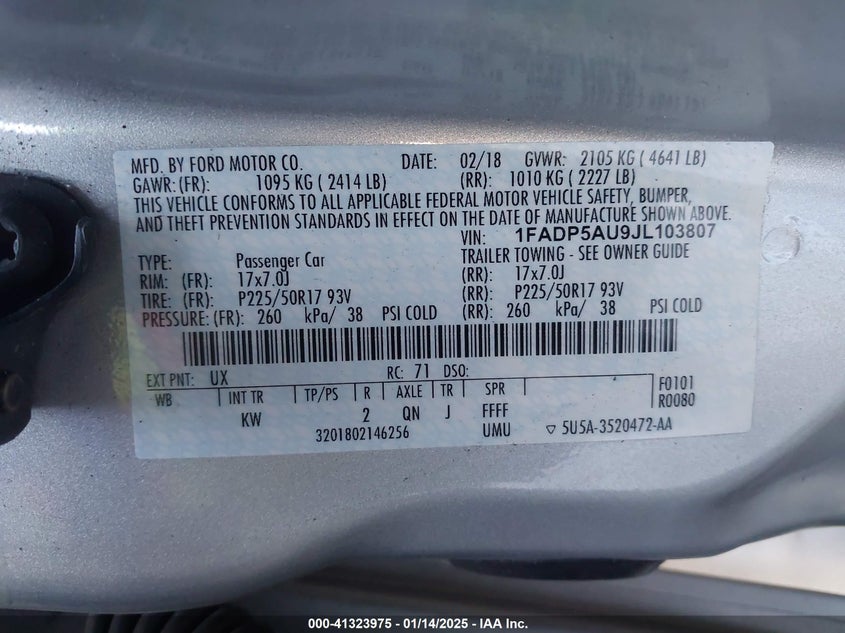 MFD. BY FORD MOTOR CO. DATE: 02/18 GVWR: 2105 KG ( 4641 LB)
GAWR:(FR): 1095 KG ( 2414 LB) (RR): 1010 KG ( 2227 LB)
THIS VEHICLE CONFORMS TO ALL APPLICABLE FEDERAL MOTOR VEHICLE SAFETY, BUMPER,
AND THEFT PREVENTION STANDARDS IN EFFECT ON THE DATE OF MANUFACTURE SHOWN ABOVE.
VIN: 1FADP5AU9JL103807
TYPE: Passenger Car TRAILER TOWING - SEE OWNER GUIDE
RIM: (FR): 17x7.0J (RR): 17x7.0J
TIRE: (FR): P225/50R17 93V (RR): P225/50R17 93V
PRESSURE:(FR): 260 kPa/ 38 PSI COLD (RR): 260 kPa/ 38 PSI COLD
EXT PNT: UX RC: 71 DSO:
WB INT TR TP/PS R AXLE TR SPR F0101
KW 2 QN J FFFF R0080
3201802146256 UMU ▽ 5U5A-3520472-AA
000-41323975 — 01/14/2025 — © IAA Inc.